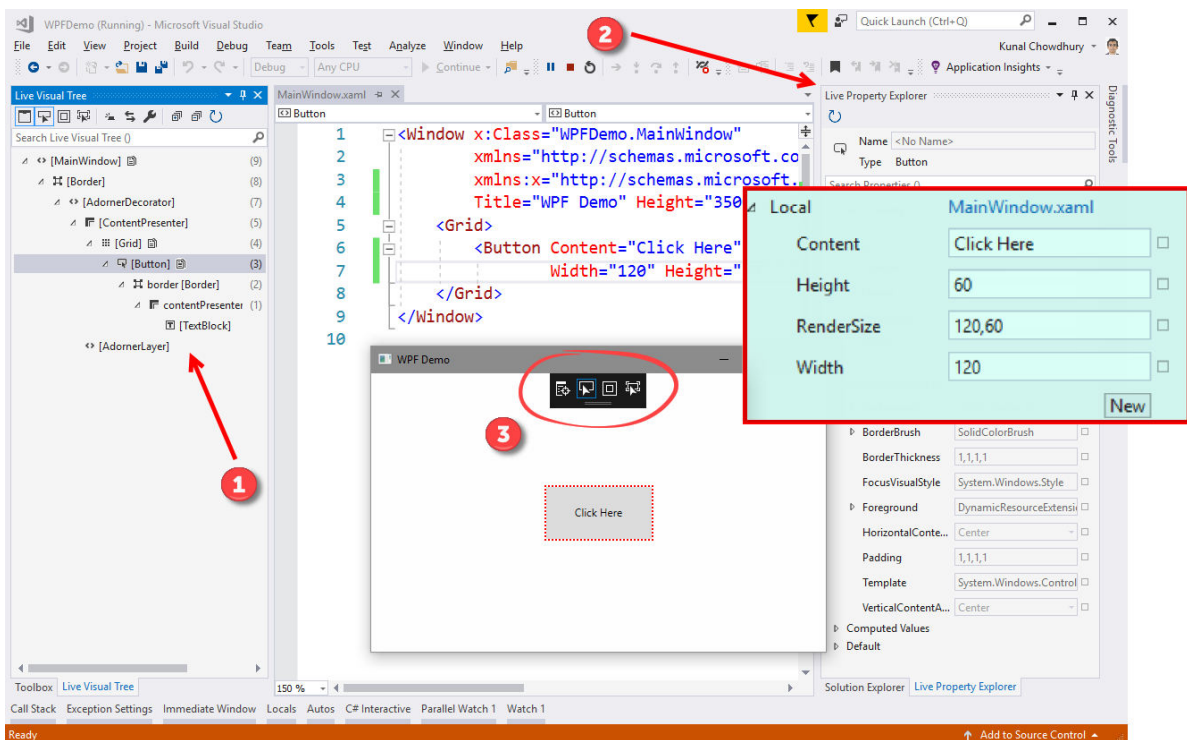 WPFDemo (Running) - Microsoft Visual Studio
Quick Launch (Ctrl+Q)
File Edit View Project Build Debug Team Tools Test Analyze Window Help
Kunal Chowdhury
Debug Any CPU Continue Application Insights
2
Live Visual Tree
Search Live Visual Tree ()
[MainWindow] (9)
[Border] (8)
[AdornerDecorator] (7)
[ContentPresenter] (5)
[Grid] (4)
[Button] (3)
border [Border] (2)
contentPresenter (1)
[TextBlock]
[AdornerLayer]
1
MainWindow.xaml
Button Button
1 <Window x:Class="WPFDemo.MainWindow"
2 xmlns="http://schemas.microsoft.co
3 xmlns:x="http://schemas.microsoft.
4 Title="WPF Demo" Height="350
5 <Grid>
6 <Button Content="Click Here"
7 Width="120" Height="
8 </Grid>
9 </Window>
10
WPF Demo
3
Click Here
Live Property Explorer
Name <No Name>
Type Button
Search Properties ()
Local MainWindow.xaml
Content Click Here
Height 60
RenderSize 120,60
Width 120
New
BorderBrush SolidColorBrush
BorderThickness 1,1,1,1
FocusVisualStyle System.Windows.Style
Foreground DynamicResourceExtensi
HorizontalConte... Center
Padding 1,1,1,1
Template System.Windows.Control
VerticalContentA... Center
Computed Values
Default
Diagnostic Tools
Toolbox Live Visual Tree
150 %
Solution Explorer Live Property Explorer
Call Stack Exception Settings Immediate Window Locals Autos C# Interactive Parallel Watch 1 Watch 1
Ready
Add to Source Control